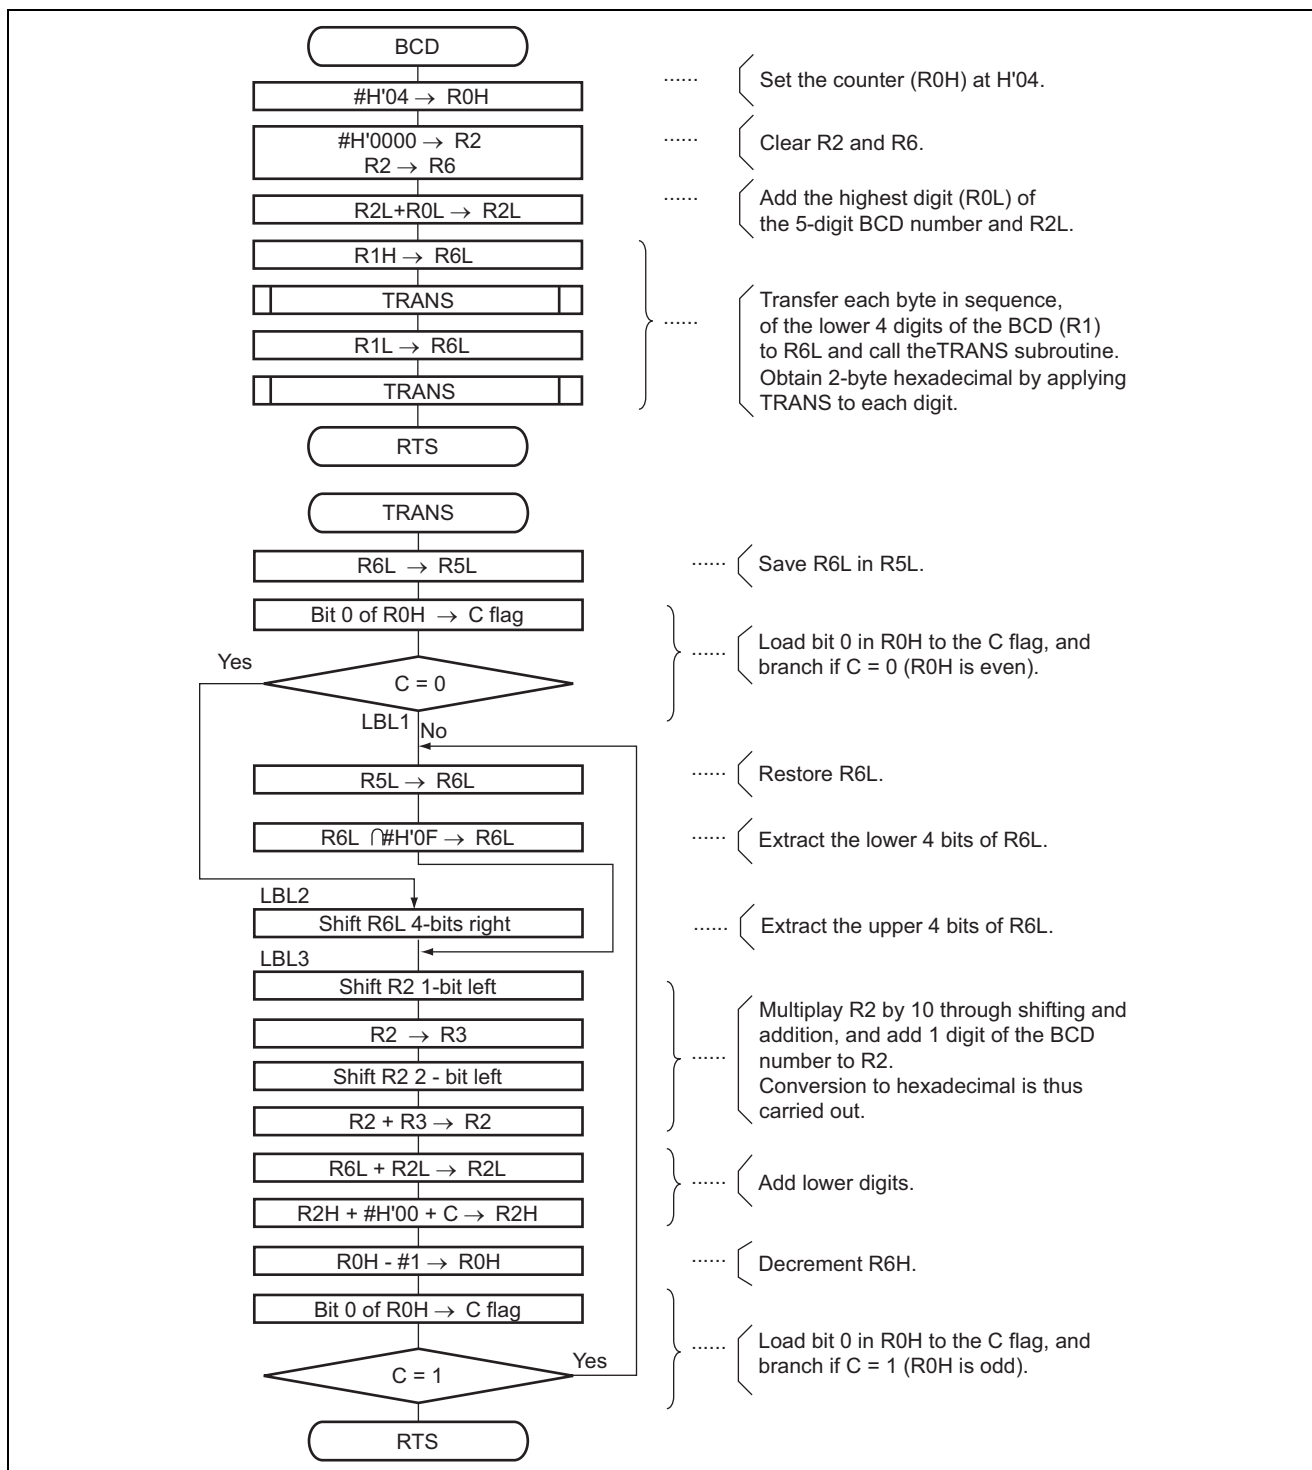 BCD
#H'04 → R0H
...... Set the counter (R0H) at H'04.
#H'0000 → R2
R2 → R6
...... Clear R2 and R6.
R2L+R0L → R2L
...... Add the highest digit (R0L) of
the 5-digit BCD number and R2L.
R1H → R6L
TRANS
R1L → R6L
TRANS
...... Transfer each byte in sequence,
of the lower 4 digits of the BCD (R1)
to R6L and call theTRANS subroutine.
Obtain 2-byte hexadecimal by applying
TRANS to each digit.
RTS
TRANS
R6L → R5L
...... Save R6L in R5L.
Bit 0 of R0H → C flag
...... Load bit 0 in R0H to the C flag, and
branch if C = 0 (R0H is even).
Yes
C = 0
LBL1
No
R5L → R6L
...... Restore R6L.
R6L ∩#H'0F → R6L
...... Extract the lower 4 bits of R6L.
LBL2
Shift R6L 4-bits right
...... Extract the upper 4 bits of R6L.
LBL3
Shift R2 1-bit left
R2 → R3
Shift R2 2 - bit left
R2 + R3 → R2
...... Multiplay R2 by 10 through shifting and
addition, and add 1 digit of the BCD
number to R2.
Conversion to hexadecimal is thus
carried out.
R6L + R2L → R2L
R2H + #H'00 + C → R2H
...... Add lower digits.
R0H - #1 → R0H
...... Decrement R6H.
Bit 0 of R0H → C flag
...... Load bit 0 in R0H to the C flag, and
branch if C = 1 (R0H is odd).
C = 1
Yes
RTS